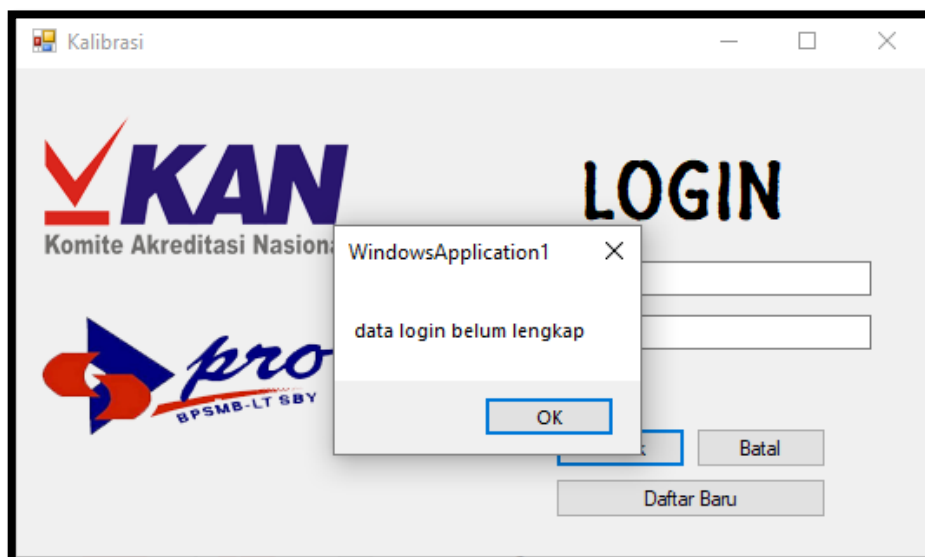 Kalibrasi
KAN
Komite Akreditasi Nasiona
LOGIN
WindowsApplication1
data login belum lengkap
OK
pro
BPSMB-LT SBY
Batal
Daftar Baru